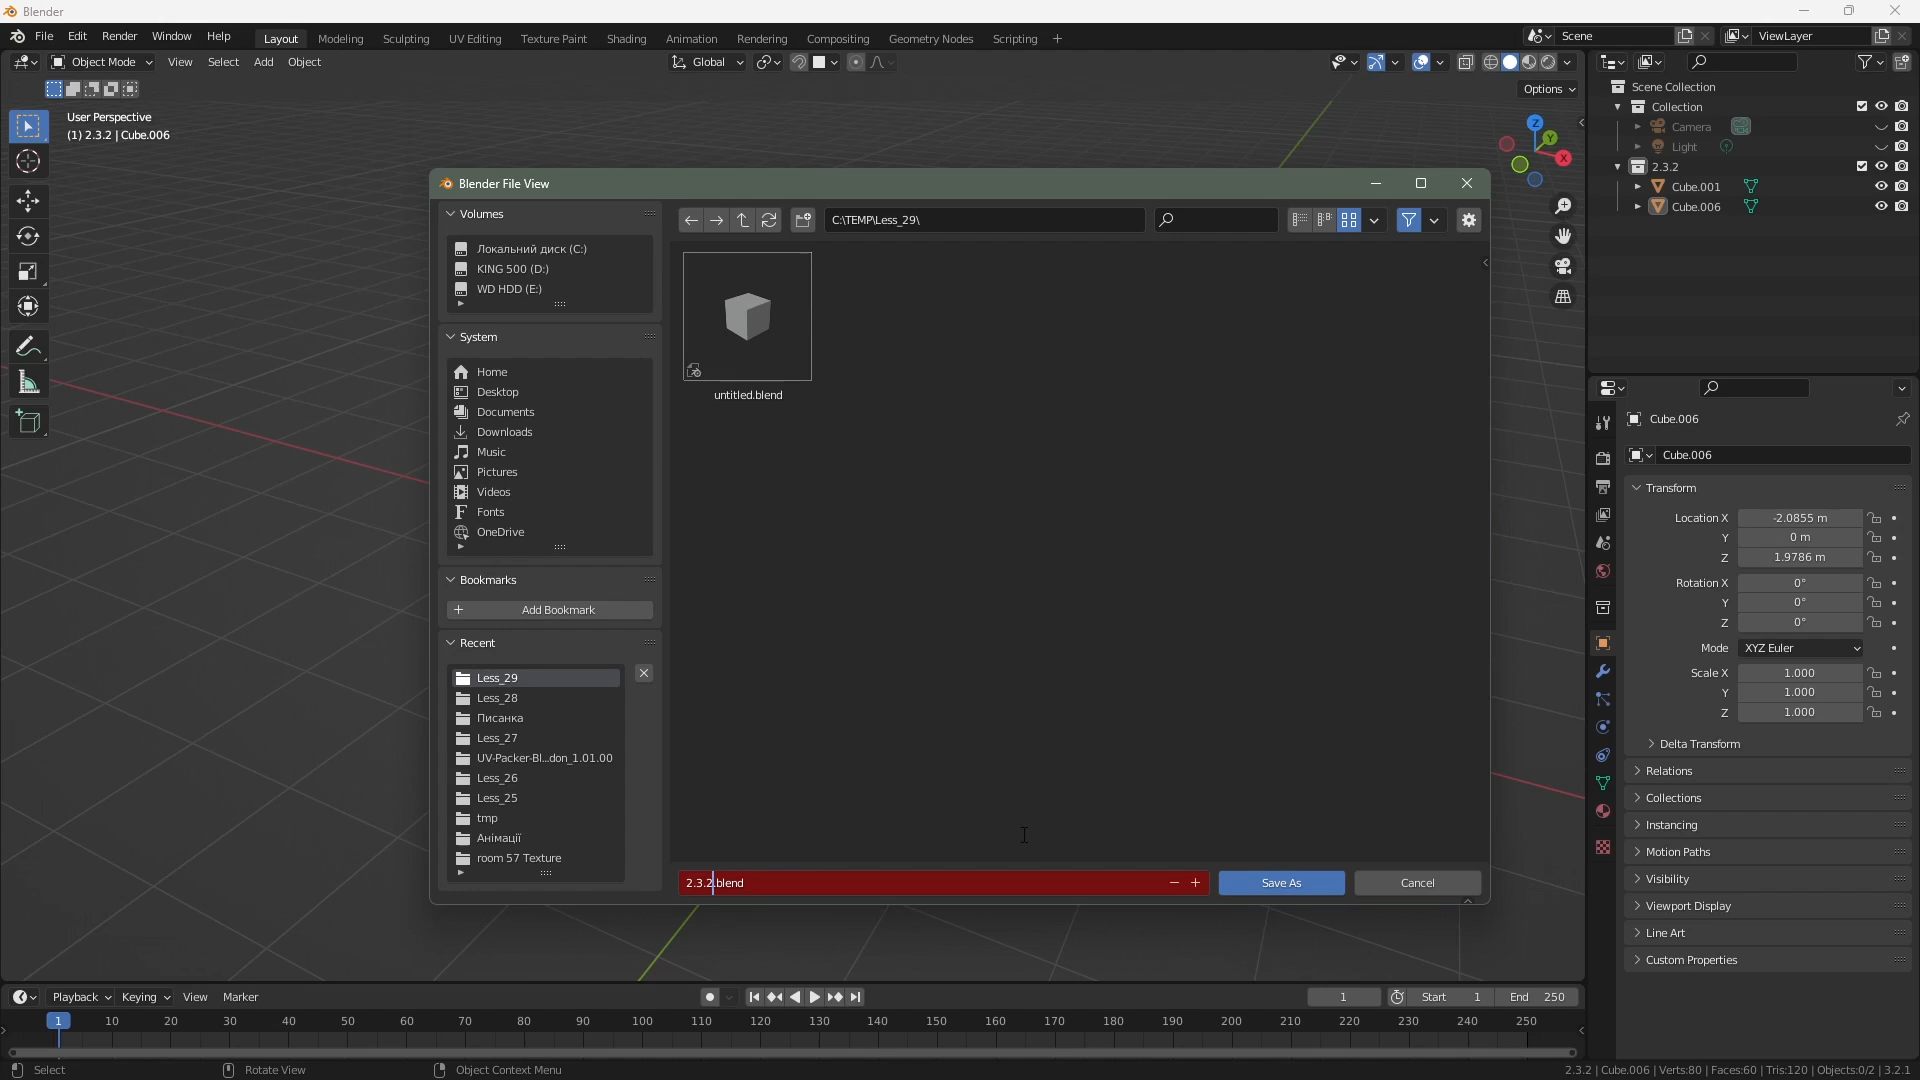 Blender
File Edit Render Window Help Layout Modeling Sculpting UV Editing Texture Paint Shading Animation Rendering Compositing Geometry Nodes Scripting + Scene ViewLayer
Object Mode View Select Add Object Global
Options
User Perspective
(1) 2.3.2 | Cube.006
Z
Y
X
Scene Collection
Collection
Camera
Light
2.3.2
Cube.001
Cube.006
Blender File View
Volumes
Локальний диск (C:)
KING 500 (D:)
WD HDD (E:)
System
Home
Desktop
Documents
Downloads
Music
Pictures
Videos
Fonts
OneDrive
Bookmarks
+ Add Bookmark
Recent
Less_29
Less_28
Писанка
Less_27
UV-Packer-Bl...don_1.01.00
Less_26
Less_25
tmp
Анімації
room 57 Texture
C:\TEMP\Less_29\
untitled.blend
2.3.2.blend
Save As Cancel
Cube.006
Cube.006
Transform
Location X -2.0855 m
Y 0 m
Z 1.9786 m
Rotation X 0°
Y 0°
Z 0°
Mode XYZ Euler
Scale X 1.000
Y 1.000
Z 1.000
Delta Transform
Relations
Collections
Instancing
Motion Paths
Visibility
Viewport Display
Line Art
Custom Properties
Playback Keying View Marker 1 Start 1 End 250
1 10 20 30 40 50 60 70 80 90 100 110 120 130 140 150 160 170 180 190 200 210 220 230 240 250
Select Rotate View Object Context Menu 2.3.2 | Cube.006 | Verts:80 | Faces:60 | Tris:120 | Objects:0/2 | 3.2.1